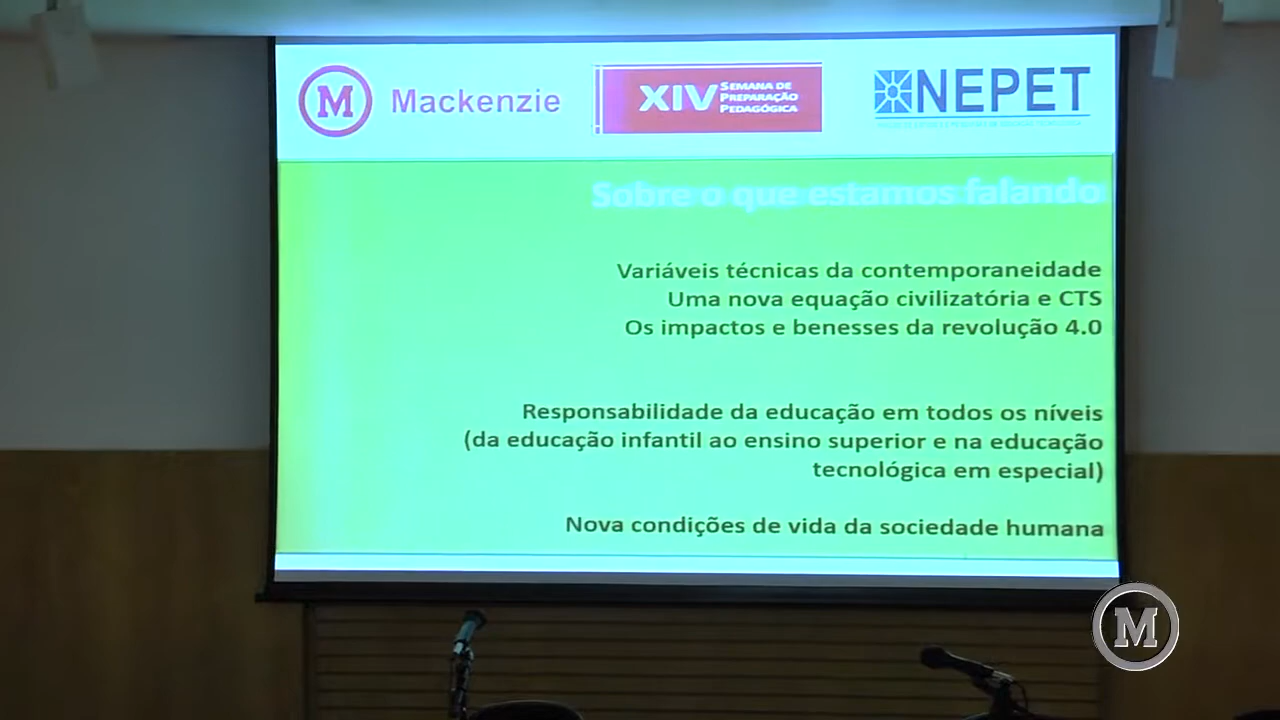 M Mackenzie
XIV SEMANA DE
PREPARAÇÃO
PEDAGÓGICA
NEPET
Sobre o que estamos falando
Variáveis técnicas da contemporaneidade
Uma nova equação civilizatória e CTS
Os impactos e benesses da revolução 4.0
Responsabilidade da educação em todos os níveis
(da educação infantil ao ensino superior e na educação
tecnológica em especial)
Nova condições de vida da sociedade humana
M